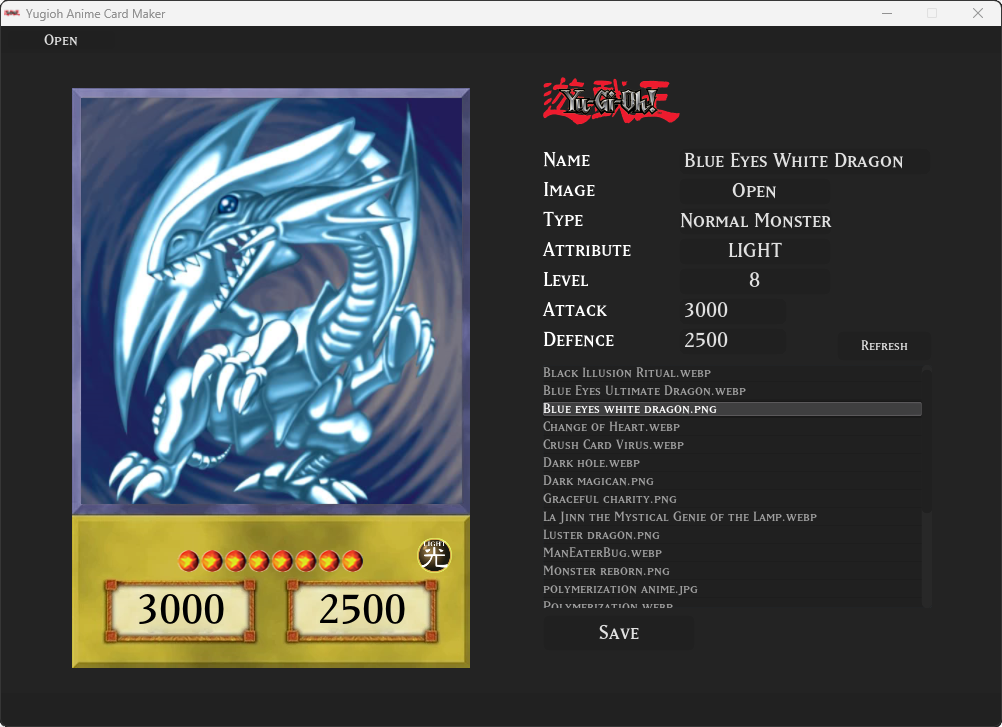 Yugioh Anime Card Maker
Open
遊戯王
Yu-Gi-Oh!
Name Blue Eyes White Dragon
Image Open
Type Normal Monster
Attribute LIGHT
Level 8
Attack 3000
Defence 2500
Refresh
Black Illusion Ritual.webp
Blue Eyes Ultimate Dragon.webp
Blue eyes white dragon.png
Change of Heart.webp
Crush Card Virus.webp
Dark hole.webp
Dark magican.png
Graceful charity.png
La Jinn the Mystical Genie of the Lamp.webp
Luster dragon.png
ManEaterBug.webp
Monster reborn.png
polymerization anime.jpg
Polymerization.webp
Save
LIGHT
光
3000 2500